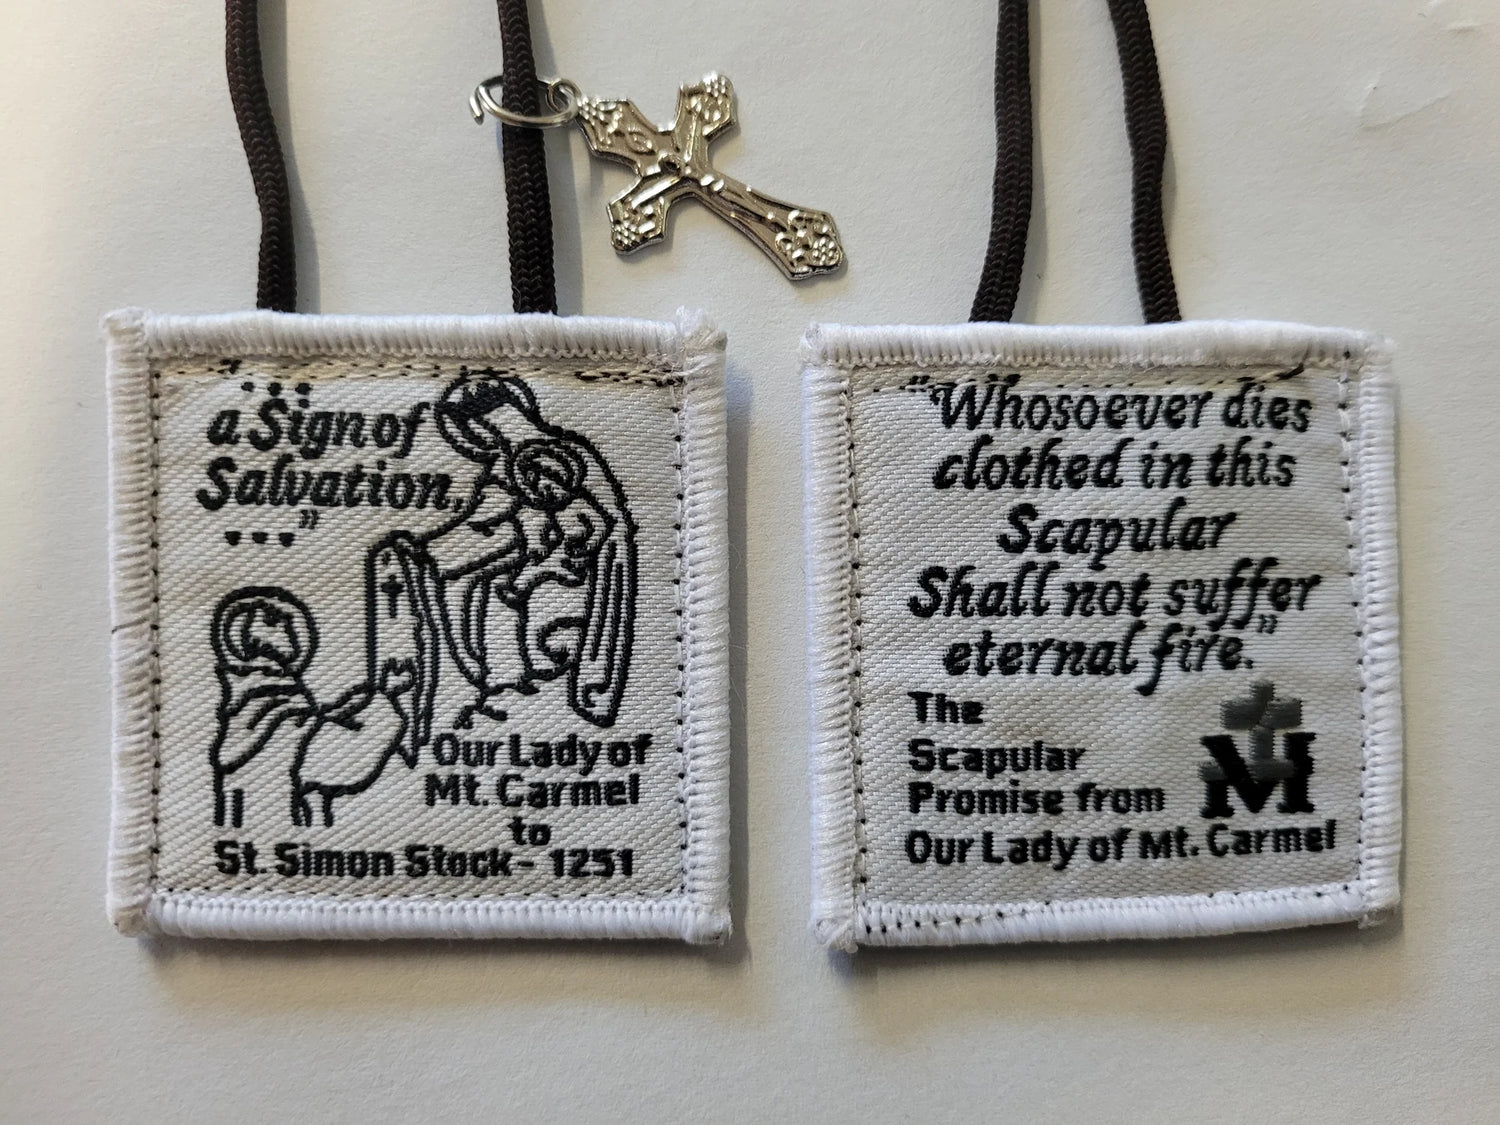 "...
a Sign of
Salvation,
..."
Our Lady of
Mt. Carmel
to
St. Simon Stock- 1251
"Whosoever dies
clothed in this
Scapular
Shall not suffer
eternal fire."
The
Scapular
Promise from
Our Lady of Mt. Carmel
M